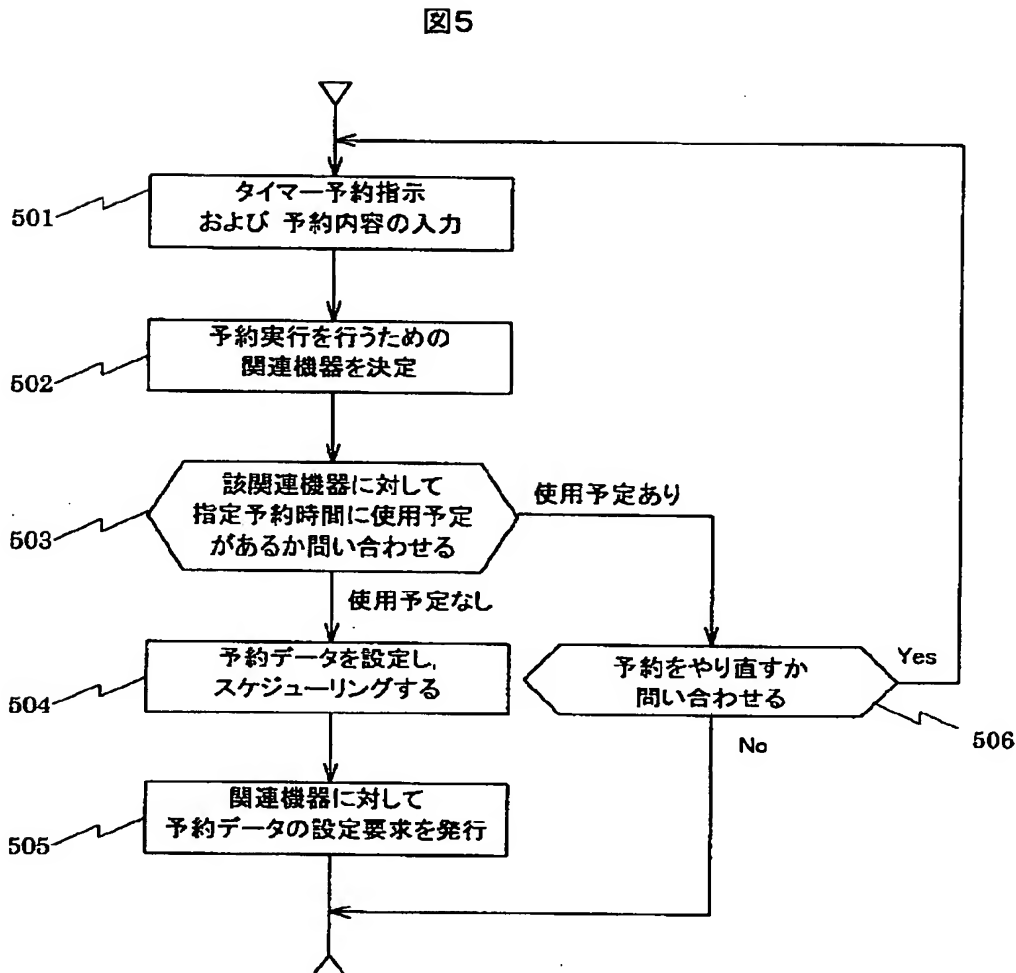 図5
501
タイマー予約指示
および 予約内容の入力
502
予約実行を行うための
関連機器を決定
503
該関連機器に対して
指定予約時間に使用予定
があるか問い合わせる
使用予定あり
使用予定なし
504
予約データを設定し,
スケジューリングする
予約をやり直すか
問い合わせる
Yes
506
No
505
関連機器に対して
予約データの設定要求を発行